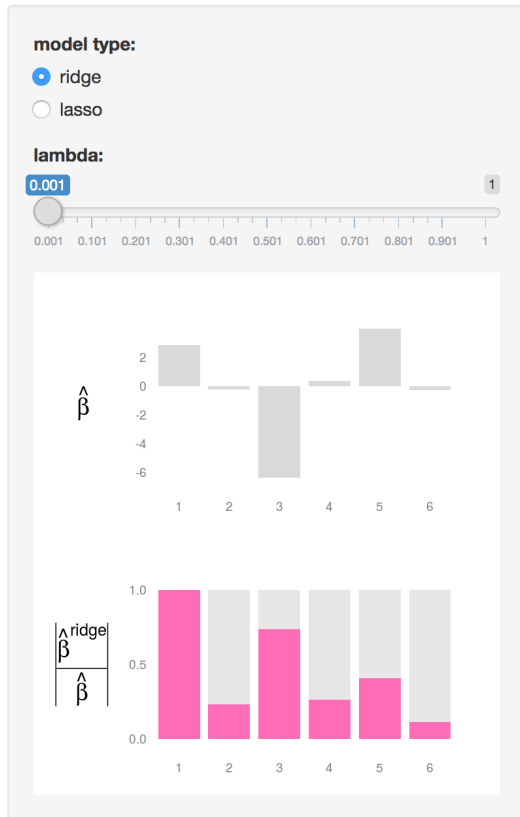 model type:
ridge
lasso
lambda:
0.001 1
0.001 0.101 0.201 0.301 0.401 0.501 0.601 0.701 0.801 0.901 1
2
0
-2
-4
-6
β̂
1 2 3 4 5 6
1.0
0.5
0.0
β̂ ridge
β̂
1 2 3 4 5 6